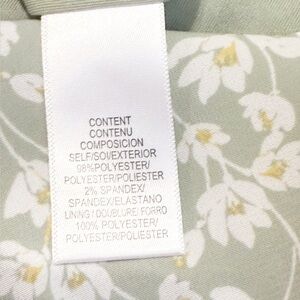 CONTENT
CONTENU
COMPOSICION
SELF/SOI/EXTERIOR
98%POLYESTER/
POLYESTER/POLIESTER
2% SPANDEX/
SPANDEX/ELASTANO
LINING / DOUBLURE/ FORRO
100% POLYESTER/
POLYESTER/POLIESTER